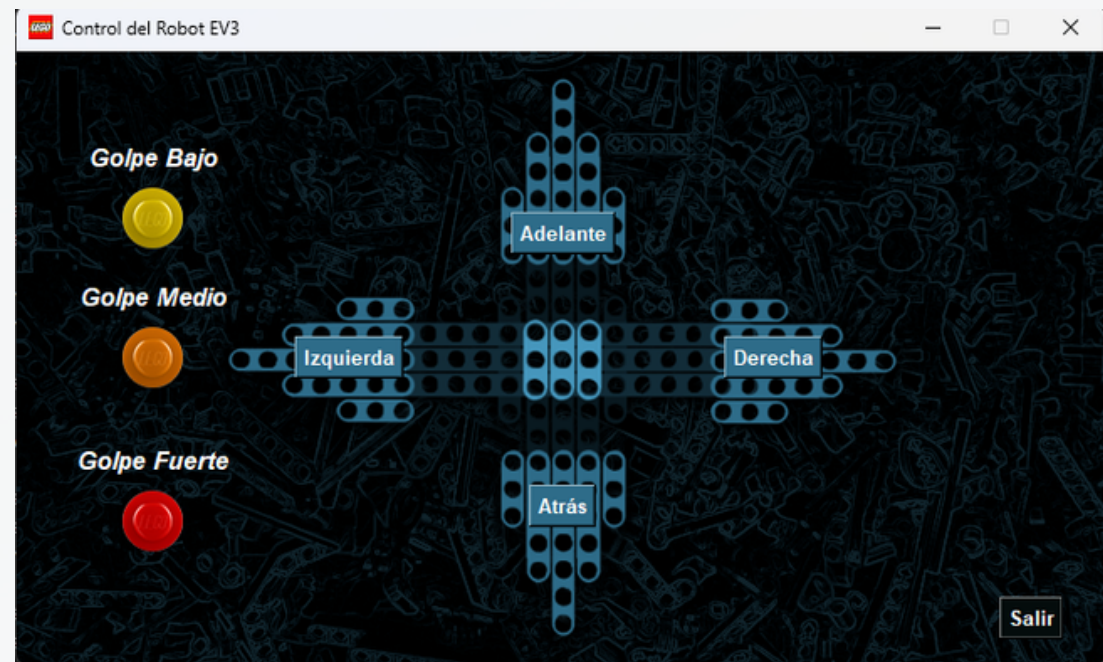 Control del Robot EV3
Golpe Bajo
Adelante
Golpe Medio
Izquierda
Derecha
Golpe Fuerte
Atrás
Salir